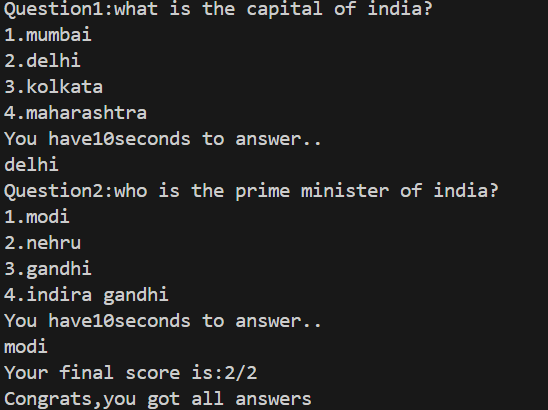 Question1:what is the capital of india?
1.mumbai
2.delhi
3.kolkata
4.maharashtra
You have10seconds to answer..
delhi
Question2:who is the prime minister of india?
1.modi
2.nehru
3.gandhi
4.indira gandhi
You have10seconds to answer..
modi
Your final score is:2/2
Congrats,you got all answers